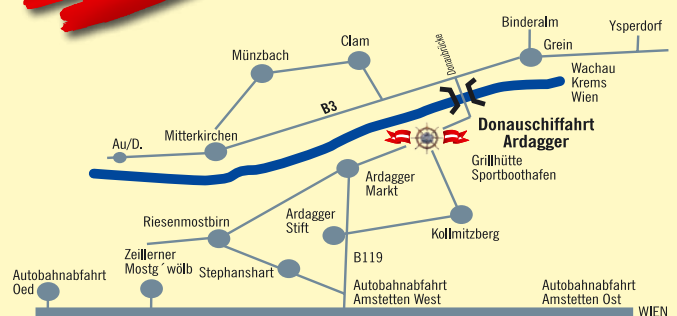 Binderalm
Ysperdorf
Grein
Clam
Münzbach
Donaubrücke
Wachau
Krems
Wien
B3
Mitterkirchen
Au/D.
Donauschiffahrt
Ardagger
Grillhütte
Sportboothafen
Ardagger
Markt
Riesenmostbirn
Ardagger
Stift
Kollmitzberg
Zeillerner
Mostg´wölb
Stephanshart
B119
Autobahnabfahrt
Oed
Autobahnabfahrt
Amstetten West
Autobahnabfahrt
Amstetten Ost
WIEN